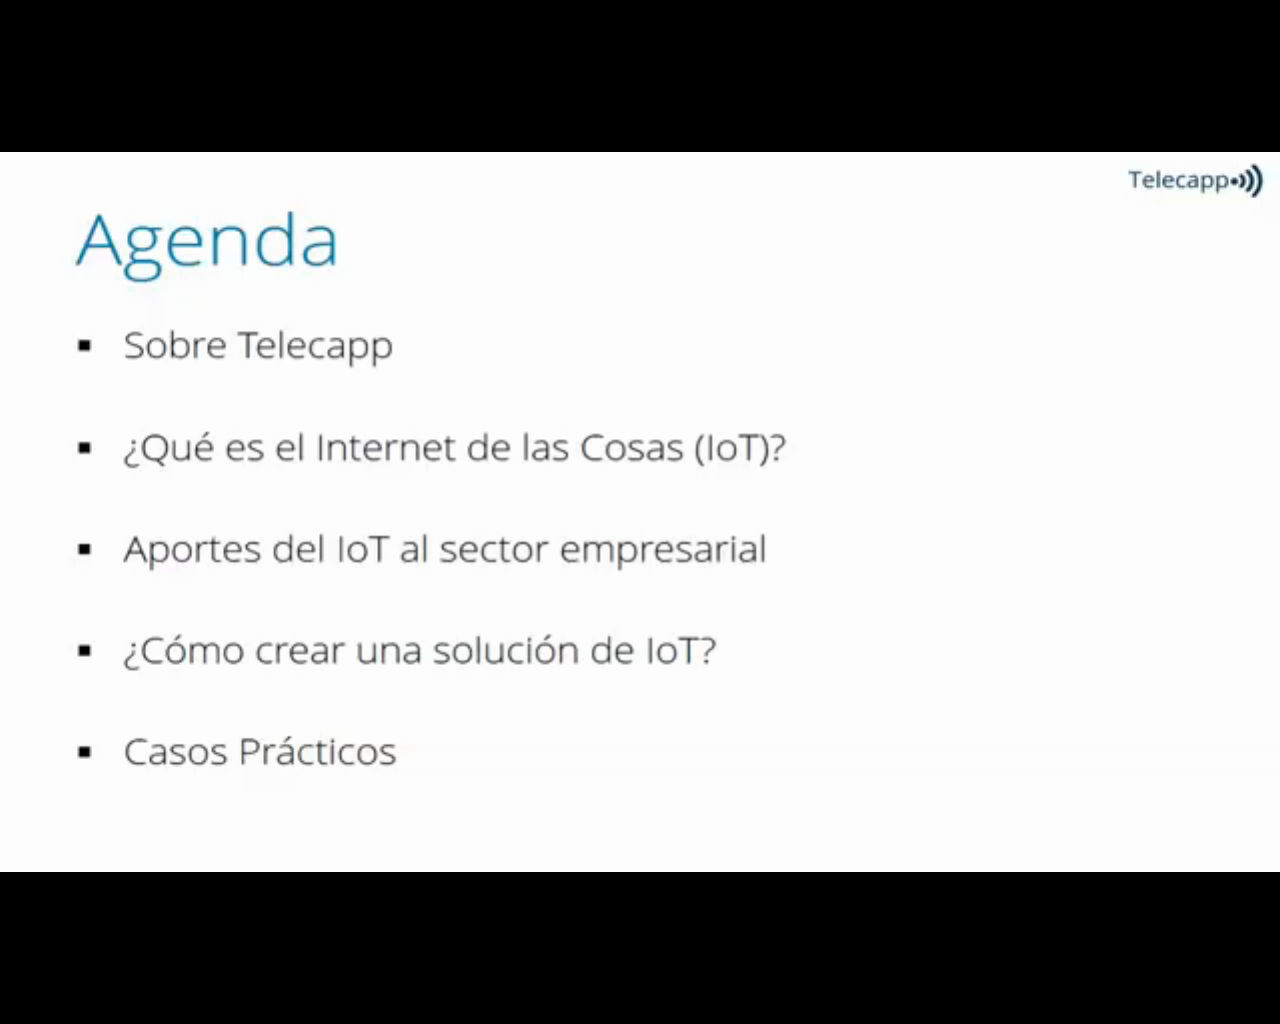 Telecapp
Agenda
▪ Sobre Telecapp
▪ ¿Qué es el Internet de las Cosas (IoT)?
▪ Aportes del IoT al sector empresarial
▪ ¿Cómo crear una solución de IoT?
▪ Casos Prácticos